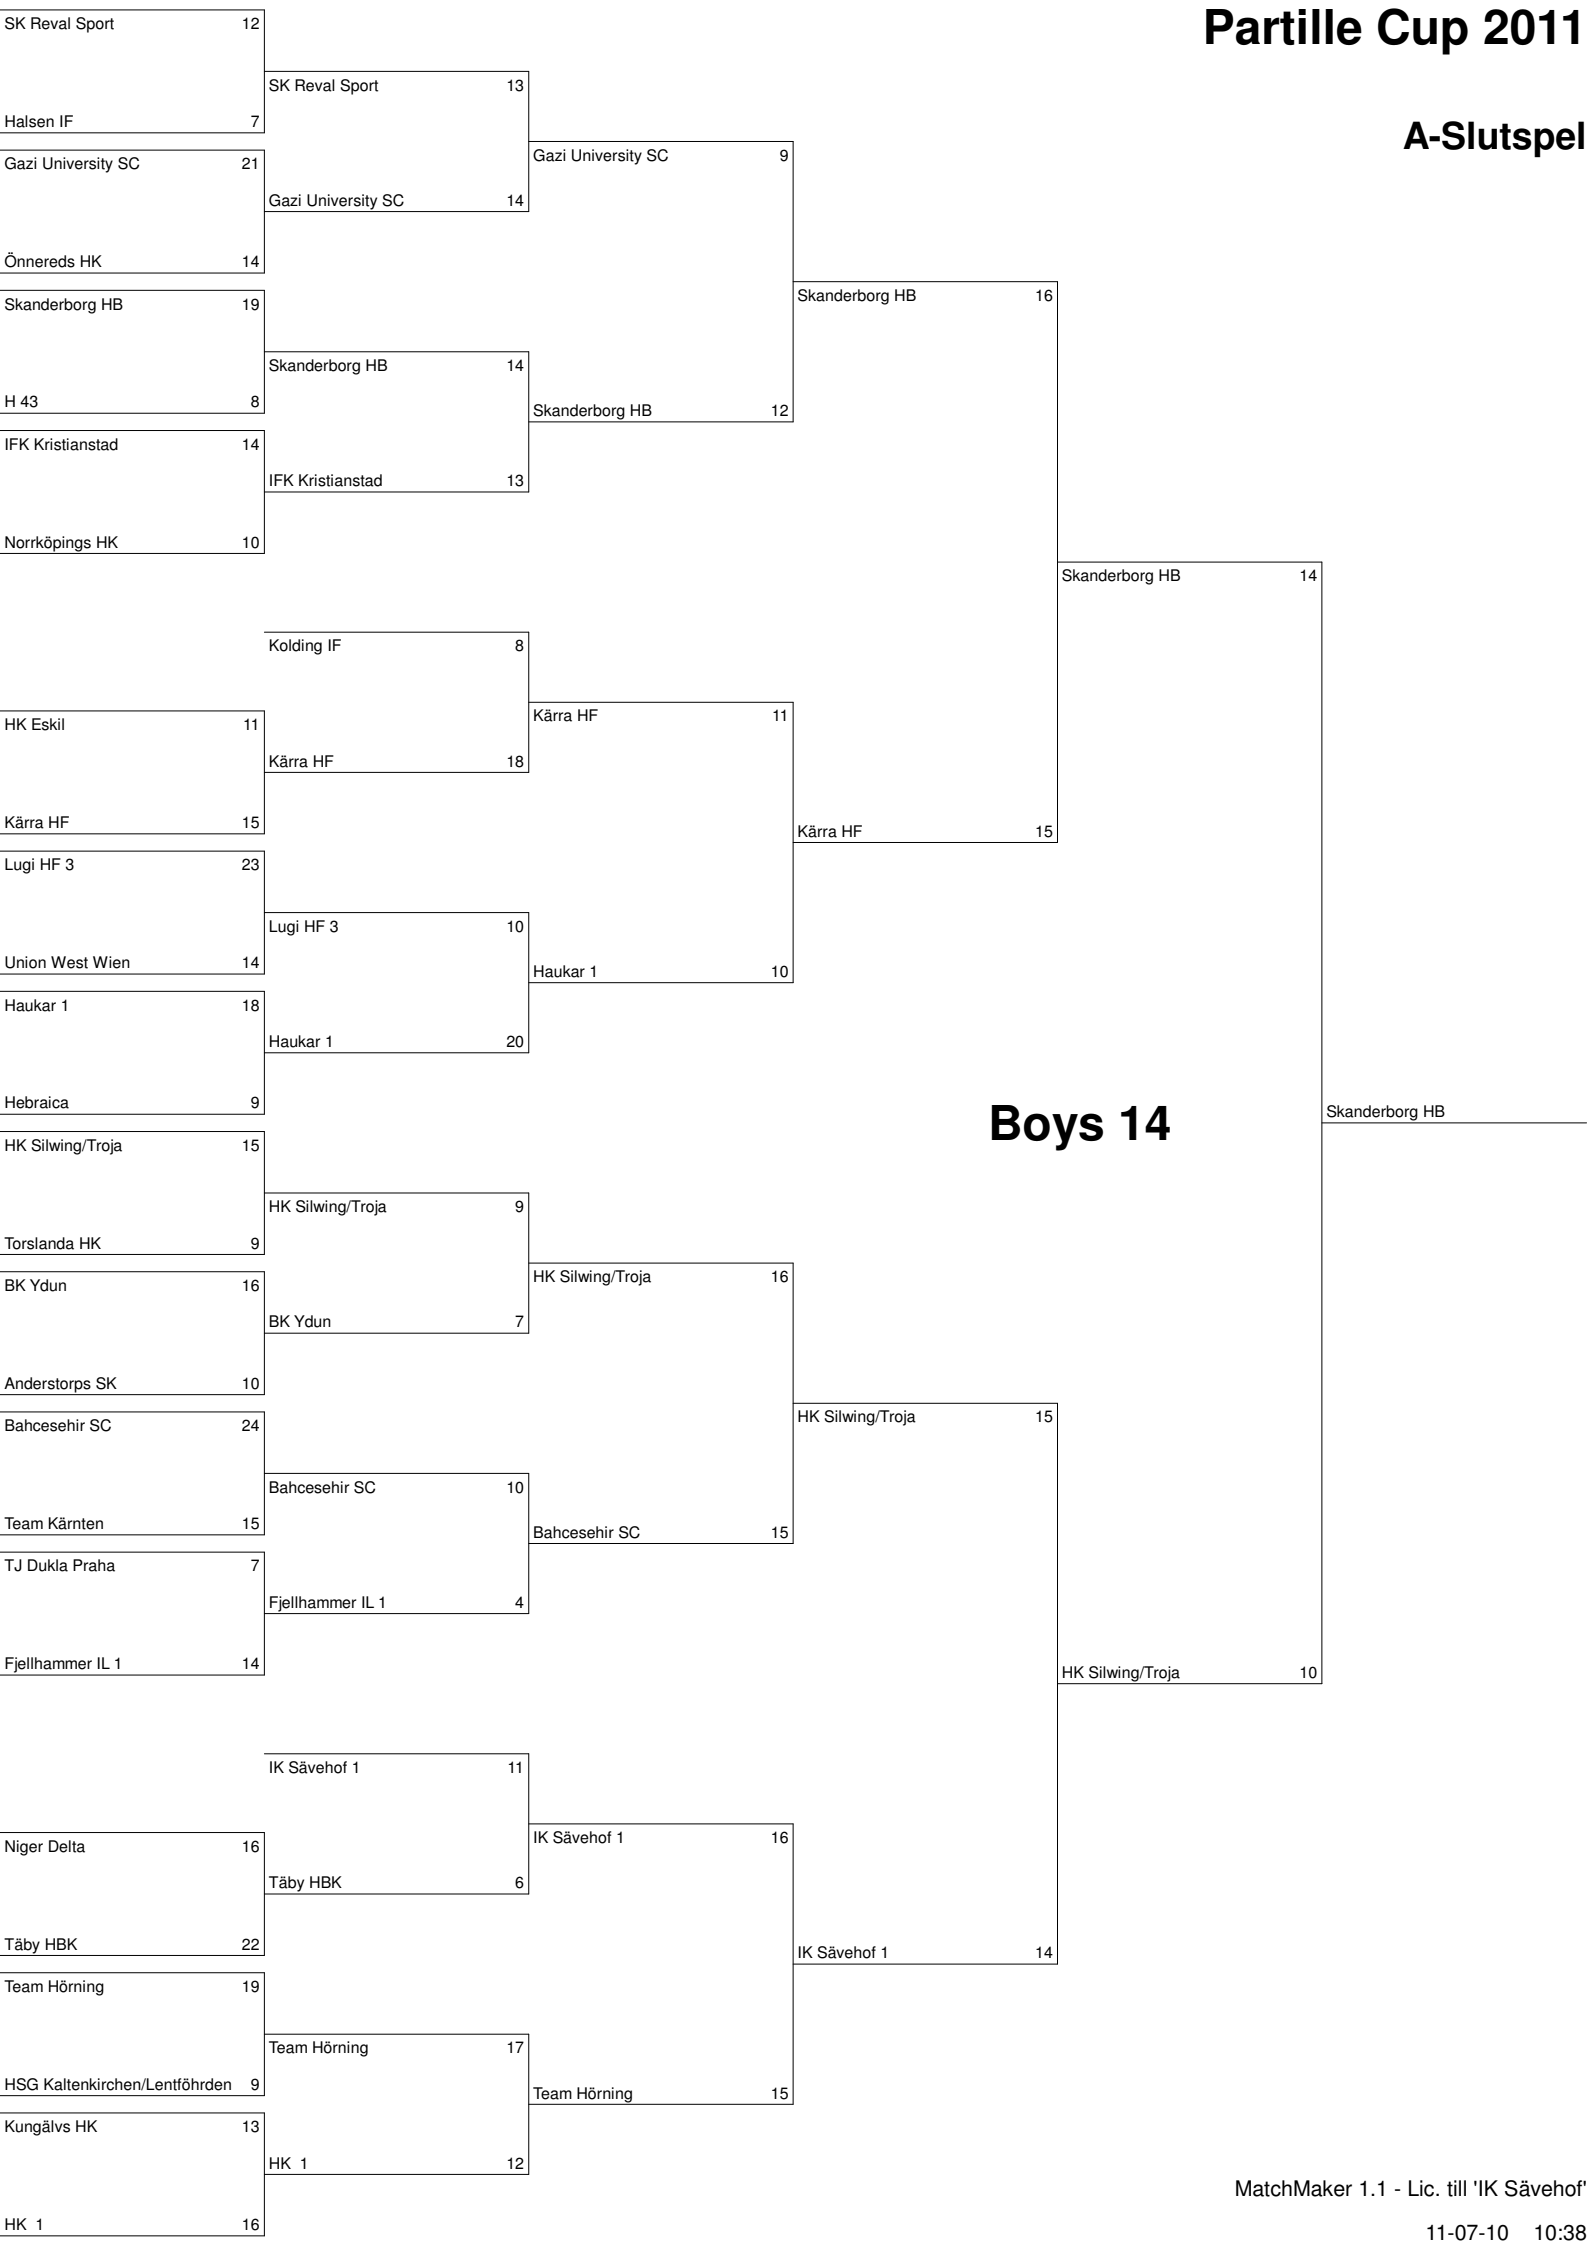 Partille Cup 2011
A-Slutspel
SK Reval Sport 12
Halsen IF 7
Gazi University SC 21
Önnereds HK 14
Skanderborg HB 19
H 43 8
IFK Kristianstad 14
Norrköpings HK 10
HK Eskil 11
Kärra HF 15
Lugi HF 3 23
Union West Wien 14
Haukar 1 18
Hebraica 9
HK Silwing/Troja 15
Torslanda HK 9
BK Ydun 16
Anderstorps SK 10
Bahcesehir SC 24
Team Kärnten 15
TJ Dukla Praha 7
Fjellhammer IL 1 14
Niger Delta 16
Täby HBK 22
Team Hörning 19
HSG Kaltenkirchen/Lentföhrden 9
Kungälvs HK 13
HK 1 16
SK Reval Sport 13
Gazi University SC 14
Skanderborg HB 14
IFK Kristianstad 13
Kolding IF 8
Kärra HF 18
Lugi HF 3 10
Haukar 1 20
HK Silwing/Troja 9
BK Ydun 7
Bahcesehir SC 10
Fjellhammer IL 1 4
IK Sävehof 1 11
Täby HBK 6
Team Hörning 17
HK 1 12
Gazi University SC 9
Skanderborg HB 12
Kärra HF 11
Haukar 1 10
HK Silwing/Troja 16
Bahcesehir SC 15
IK Sävehof 1 16
Team Hörning 15
Skanderborg HB 16
Kärra HF 15
HK Silwing/Troja 15
IK Sävehof 1 14
Skanderborg HB 14
HK Silwing/Troja 10
Boys 14
Skanderborg HB
MatchMaker 1.1 - Lic. till 'IK Sävehof'
11-07-10 10:38